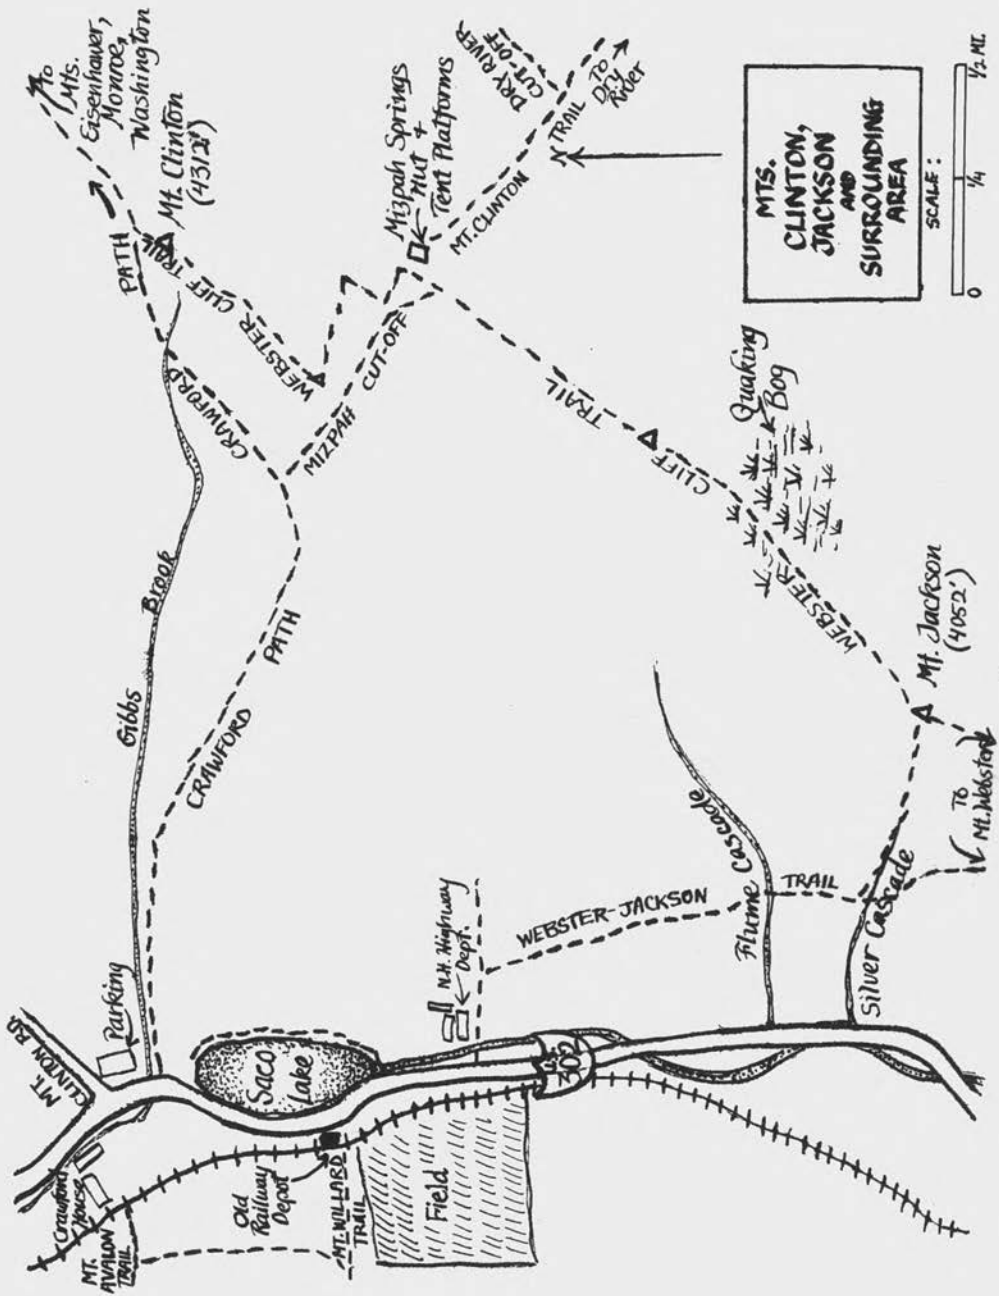 MT.
CLINTON RD.
Parking
Crawford
House
MT.
AVALON
TRAIL
Old
Railway
Depot
MT. WILLARD
TRAIL
Saco
Lake
Field
N.H. Highway
Dept.
U.S.
302
Gibbs Brook
CRAWFORD PATH
CRAWFORD PATH
To
Mts.
Eisenhower,
Monroe,
Washington
Mt. Clinton
(4312')
WEBSTER CLIFF TRAIL
MIZPAH CUT-OFF
Mizpah Springs
Hut +
Tent Platforms
DRY RIVER
CUT-OFF
MT. CLINTON TRAIL
TO
Dry
River
WEBSTER CLIFF TRAIL
Quaking
Bog
Mt. Jackson
(4052')
TO
Mt. Webster
WEBSTER-JACKSON TRAIL
Flume Cascade
Silver Cascade
N
MTS.
CLINTON,
JACKSON
AND
SURROUNDING
AREA
SCALE:
0 1/4 1/2 MI.